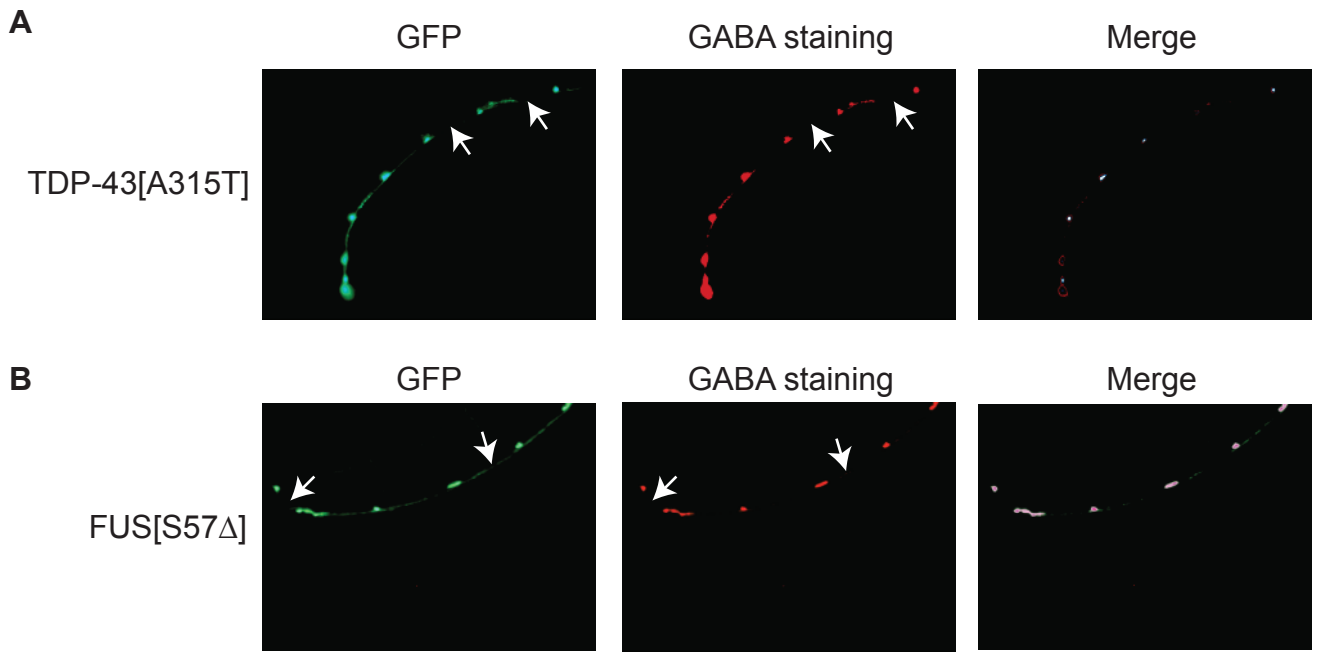 A
GFP GABA staining Merge
TDP-43[A315T]
B
GFP GABA staining Merge
FUS[S57Δ]